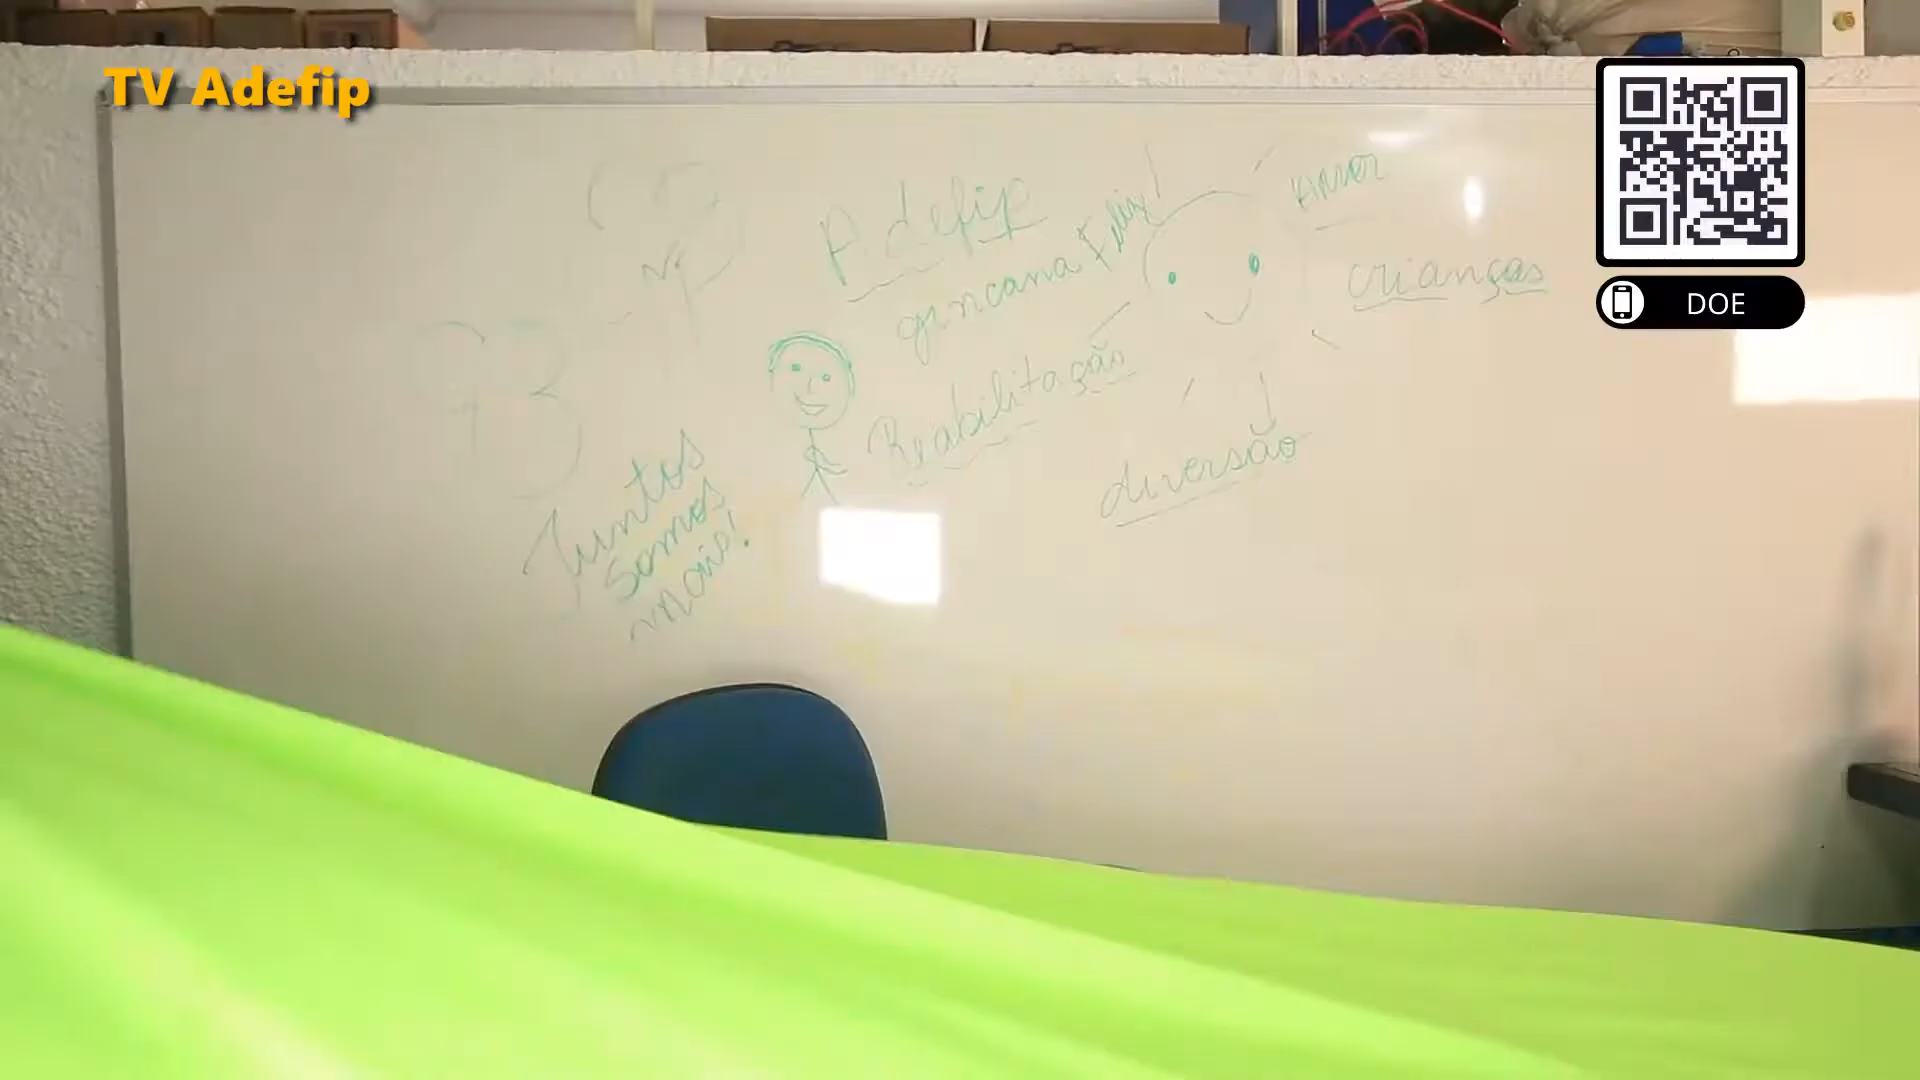 TV Adefip
Adefip
gincana Feliz!
Amor
crianças
DOE
Reabilitação
diversão
Juntos
somos
mais!